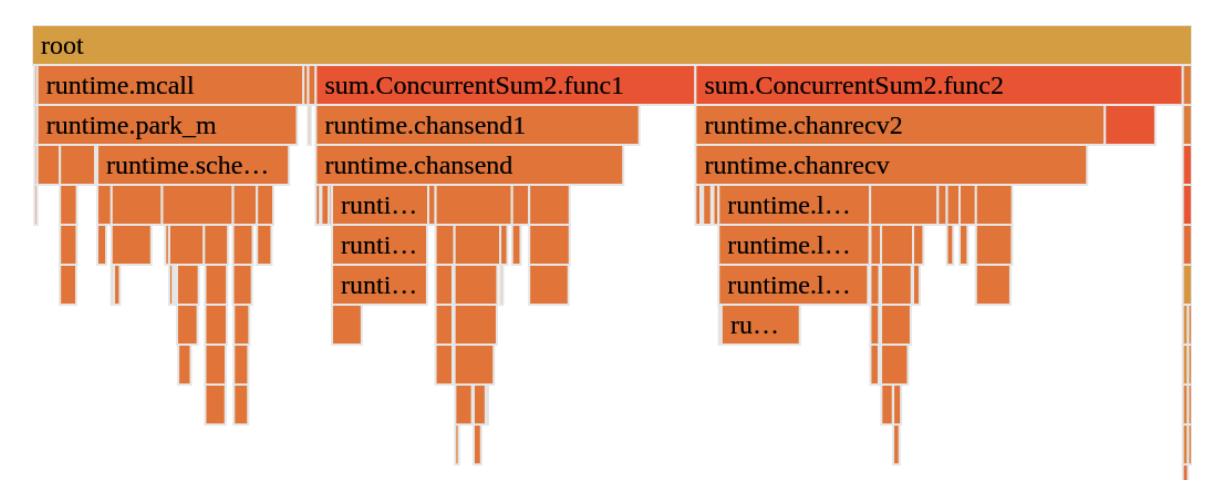 root
runtime.mcall sum.ConcurrentSum2.func1 sum.ConcurrentSum2.func2
runtime.park_m runtime.chansend1 runtime.chanrecv2
runtime.sche… runtime.chansend runtime.chanrecv
runti… runtime.l…
runti… runtime.l…
runti… runtime.l…
ru…